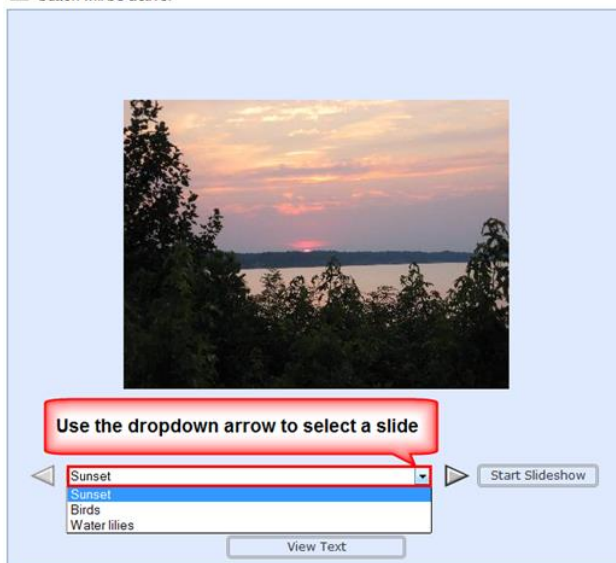 Use the dropdown arrow to select a slide
Sunset
Start Slideshow
Sunset
Birds
Water lilies
View Text